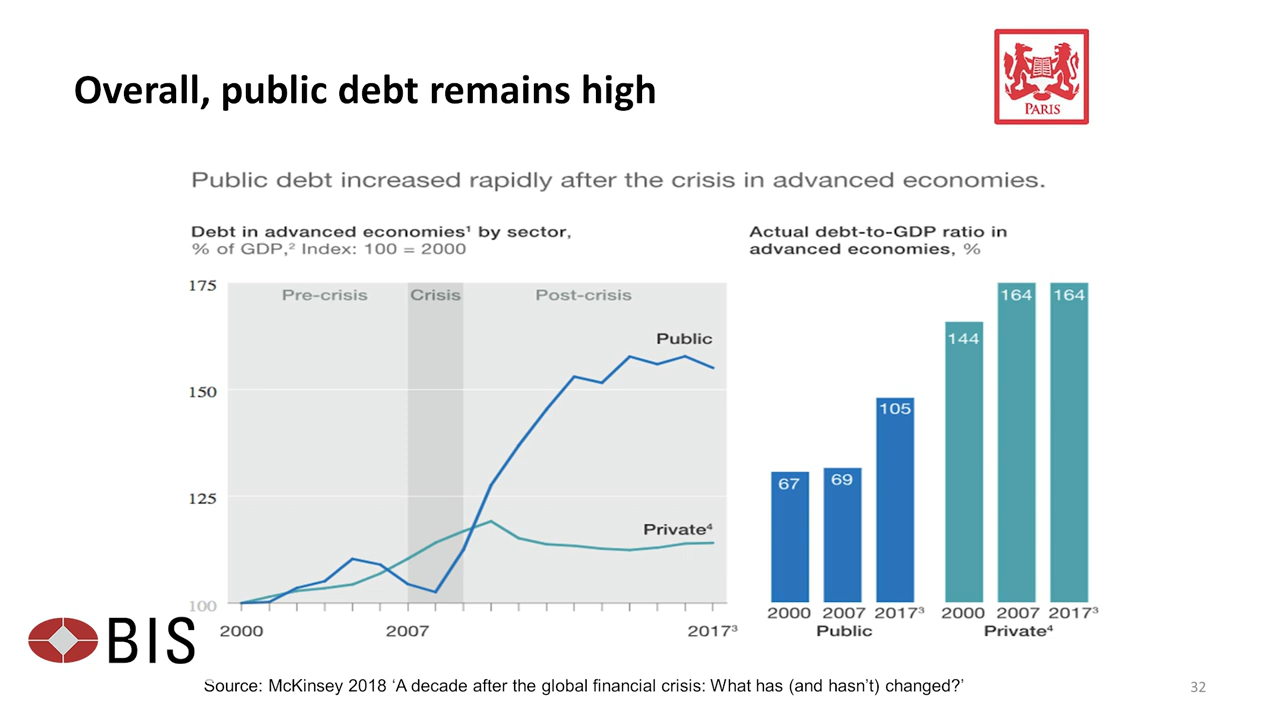 Overall, public debt remains high
PARIS
Public debt increased rapidly after the crisis in advanced economies.
Debt in advanced economies¹ by sector,
% of GDP,² Index: 100 = 2000
175
150
125
100
Pre-crisis
Crisis
Post-crisis
Public
Private⁴
2000
2007
2017³
Actual debt-to-GDP ratio in
advanced economies, %
67
69
105
144
164
164
2000 2007 2017³ 2000 2007 2017³
Public Private⁴
BIS
Source: McKinsey 2018 ‘A decade after the global financial crisis: What has (and hasn’t) changed?’
32